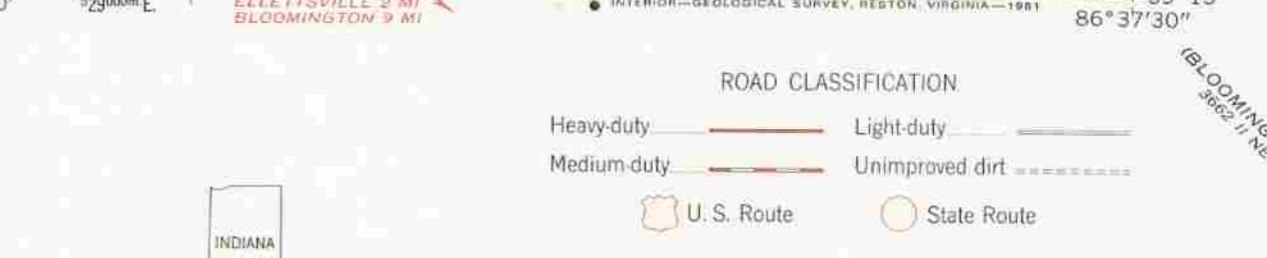 ELLETTSVILLE 2 MI
BLOOMINGTON 9 MI
INTERIOR—GEOLOGICAL SURVEY, RESTON, VIRGINIA—1981
86°37'30"
ROAD CLASSIFICATION
Heavy-duty
Light-duty
Medium-duty
Unimproved dirt
U. S. Route
State Route
INDIANA
(BLOOMING
3662 II NE